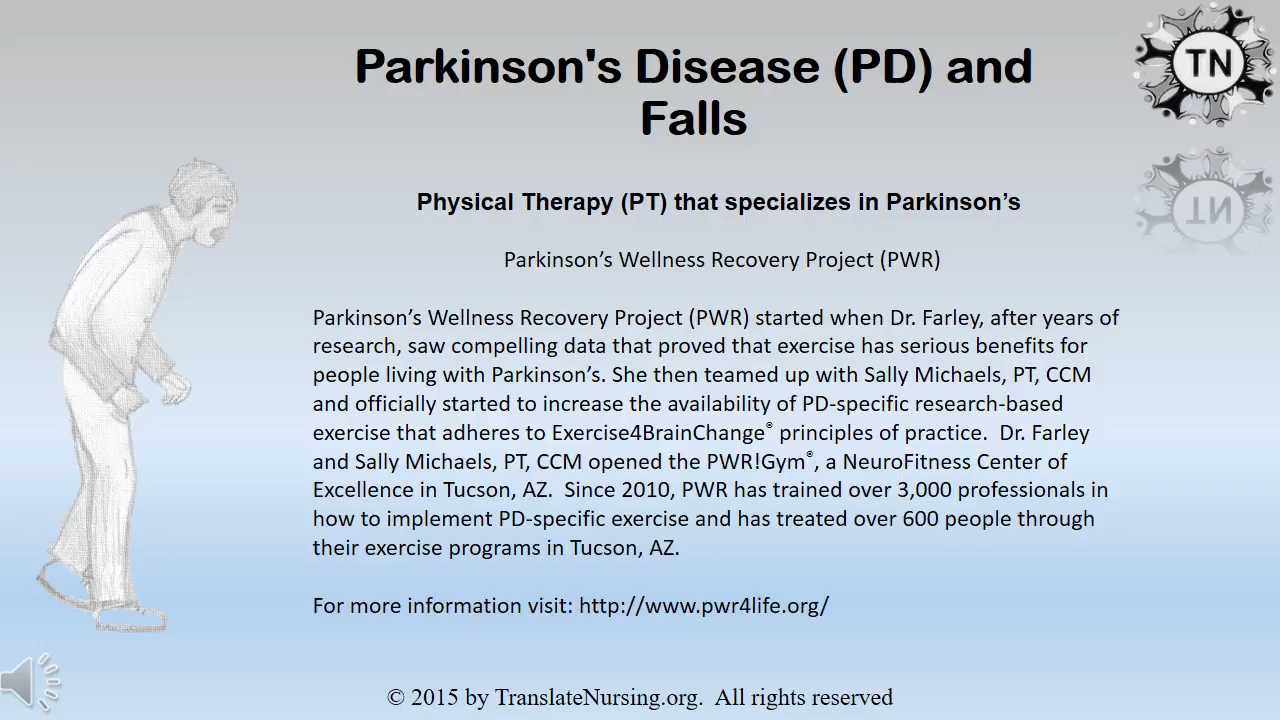 Parkinson's Disease (PD) and
Falls
TN
TN
Physical Therapy (PT) that specializes in Parkinson’s
Parkinson’s Wellness Recovery Project (PWR)
Parkinson’s Wellness Recovery Project (PWR) started when Dr. Farley, after years of
research, saw compelling data that proved that exercise has serious benefits for
people living with Parkinson’s. She then teamed up with Sally Michaels, PT, CCM
and officially started to increase the availability of PD-specific research-based
exercise that adheres to Exercise4BrainChange® principles of practice.  Dr. Farley
and Sally Michaels, PT, CCM opened the PWR!Gym®, a NeuroFitness Center of
Excellence in Tucson, AZ.  Since 2010, PWR has trained over 3,000 professionals in
how to implement PD-specific exercise and has treated over 600 people through
their exercise programs in Tucson, AZ.
For more information visit: http://www.pwr4life.org/
© 2015 by TranslateNursing.org.  All rights reserved